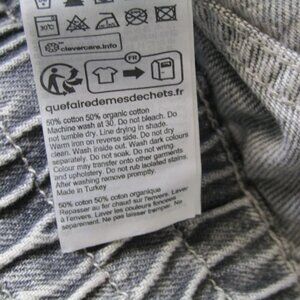 30°C
clevercare.info
FR
quefairedemesdechets.fr
50% cotton 50% organic cotton
Machine wash at 30. Do not bleach. Do
not tumble dry. Line drying in shade.
Warm iron on reverse side. Do not dry
clean. Wash inside out. Wash dark colours
separately. Do not soak. Do not wring.
Colour may transfer onto other garments
and upholstery. Do not rub isolated stains.
After washing remove promptly.
Made in Turkey
50% coton 50% coton organique
Repasser au fer chaud sur l'envers. Laver
à l'envers. Laver les couleurs foncées
séparément. Ne pas laisser tremper. Ne